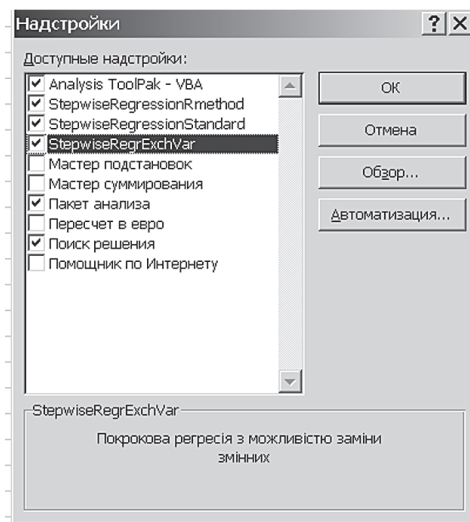 Надстройки
Доступные надстройки:
Analysis ToolPak - VBA
StepwiseRegressionRmethod
StepwiseRegressionStandard
StepwiseRegrExchVar
Мастер подстановок
Мастер суммирования
Пакет анализа
Пересчет в евро
Поиск решения
Помощник по Интернету
ОК
Отмена
Обзор...
Автоматизация...
StepwiseRegrExchVar
Покрокова регресія з можливістю заміни
змінних